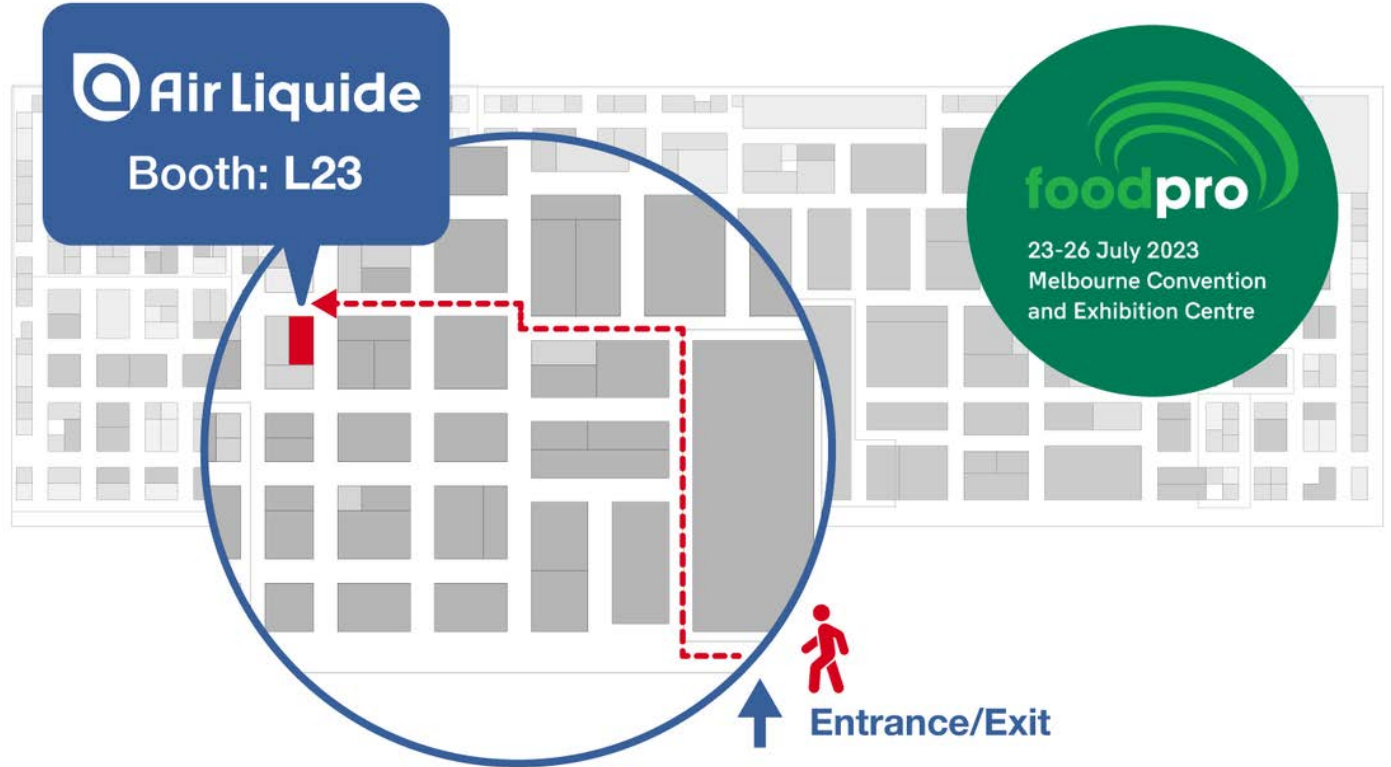 Air Liquide
Booth: L23
foodpro
23-26 July 2023
Melbourne Convention
and Exhibition Centre
Entrance/Exit